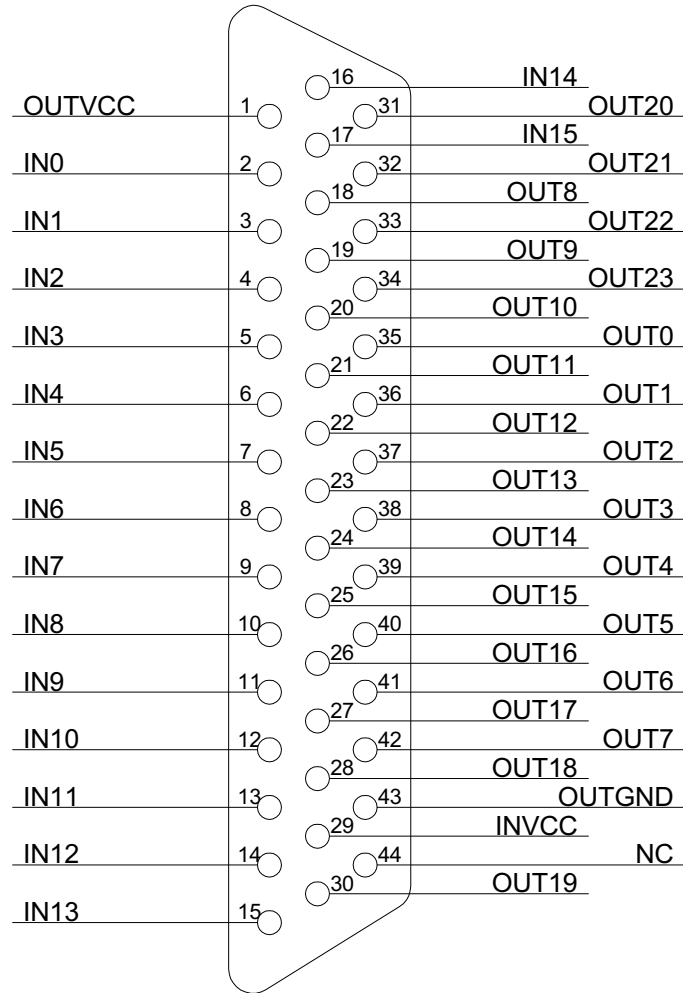 16 IN14
OUTVCC 1 31 OUT20
17 IN15
IN0 2 32 OUT21
18 OUT8
IN1 3 33 OUT22
19 OUT9
IN2 4 34 OUT23
20 OUT10
IN3 5 35 OUT0
21 OUT11
IN4 6 36 OUT1
22 OUT12
IN5 7 37 OUT2
23 OUT13
IN6 8 38 OUT3
24 OUT14
IN7 9 39 OUT4
25 OUT15
IN8 10 40 OUT5
26 OUT16
IN9 11 41 OUT6
27 OUT17
IN10 12 42 OUT7
28 OUT18
IN11 13 43 OUTGND
29 INVCC
IN12 14 44 NC
30 OUT19
IN13 15